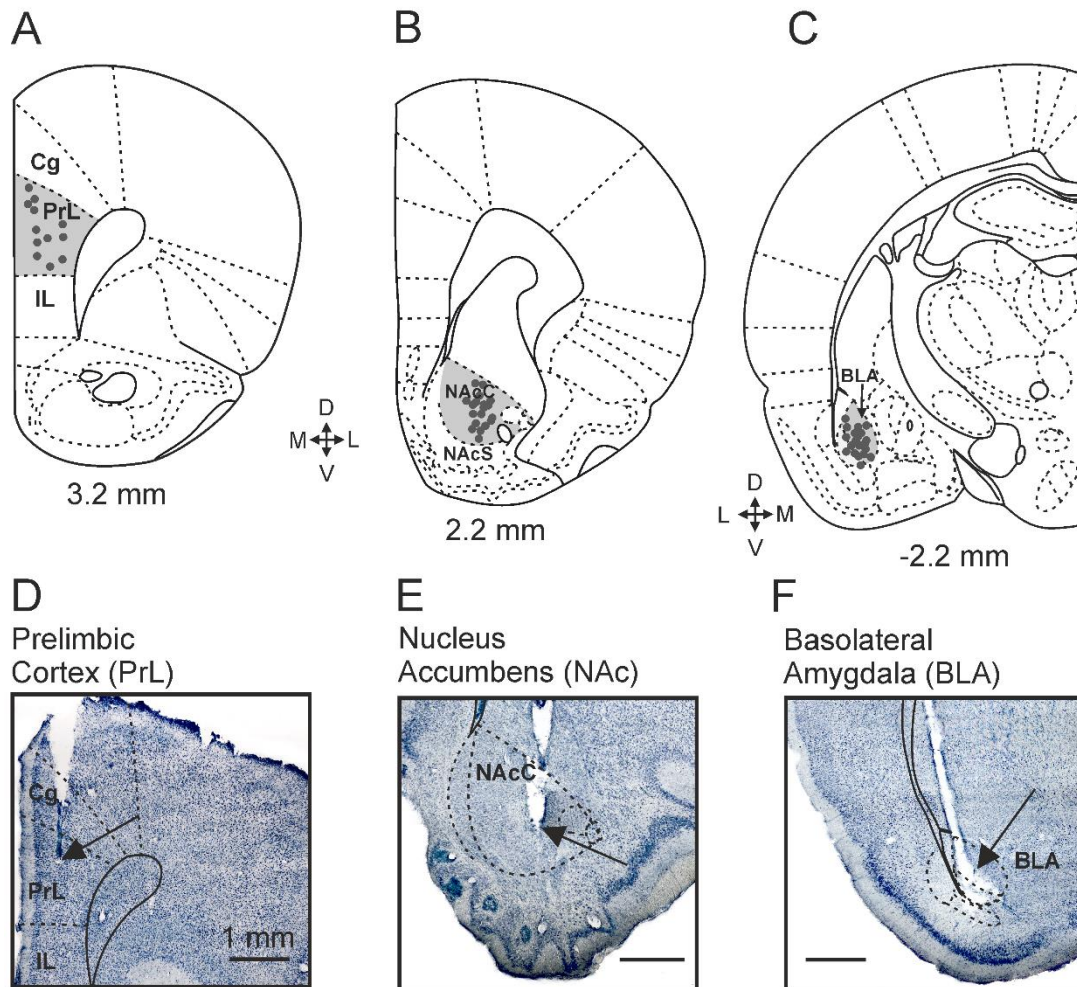 A
Cg
PrL
IL
D
M L
V
3.2 mm
B
NAcC
NAcS
2.2 mm
C
BLA
D
L M
V
-2.2 mm
D
Prelimbic
Cortex (PrL)
Cg
PrL
IL
1 mm
E
Nucleus
Accumbens (NAc)
NAcC
F
Basolateral
Amygdala (BLA)
BLA